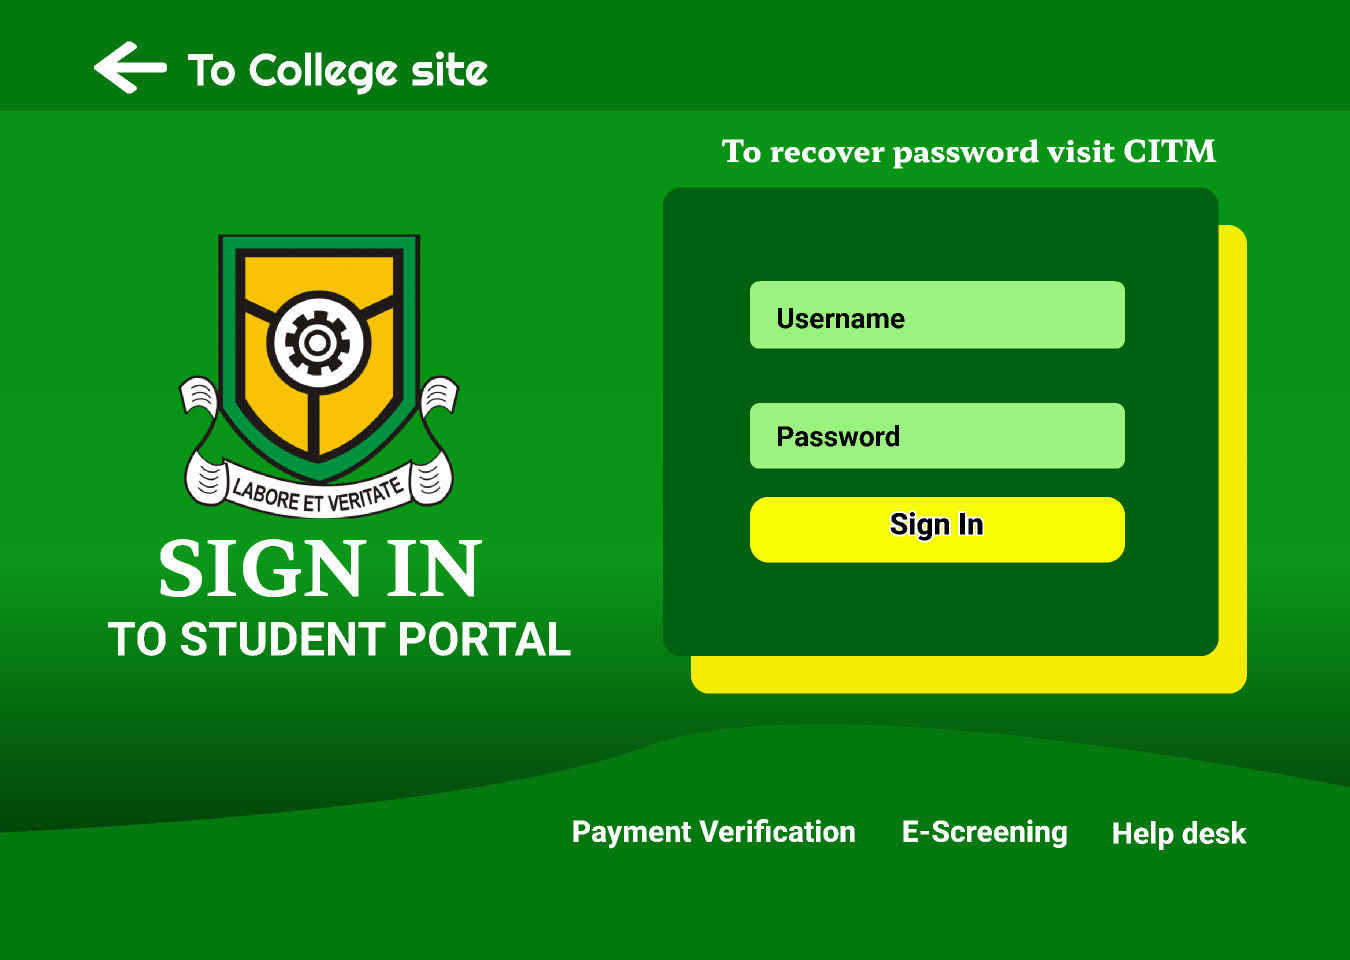 To College site
To recover password visit CITM
Username
Password
Sign In
LABORE ET VERITATE
SIGN IN
TO STUDENT PORTAL
Payment Verification
E-Screening
Help desk